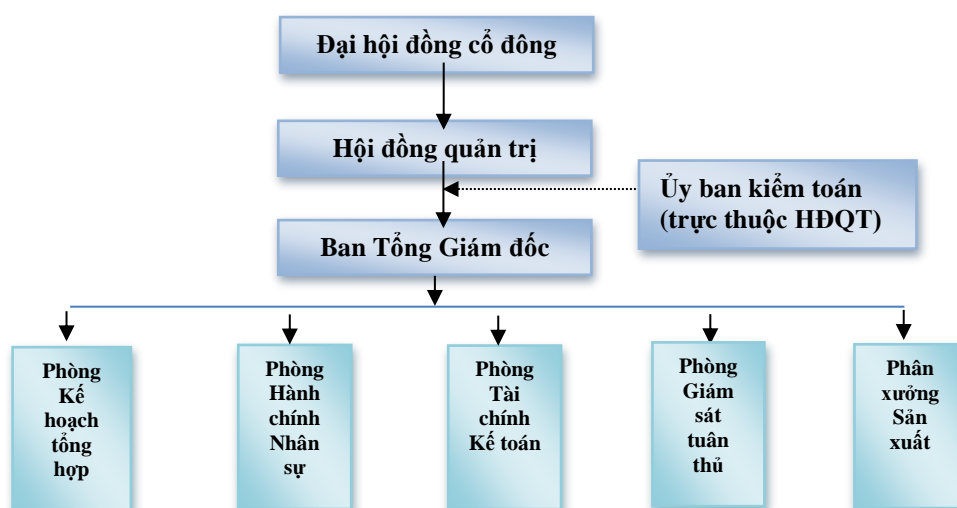 Đại hội đồng cổ đông
Hội đồng quản trị
Ủy ban kiểm toán
(trực thuộc HĐQT)
Ban Tổng Giám đốc
Phòng
Kế
hoạch
tổng
hợp
Phòng
Hành
chính
Nhân
sự
Phòng
Tài
chính
Kế toán
Phòng
Giám
sát
tuân
thủ
Phân
xưởng
Sản
xuất